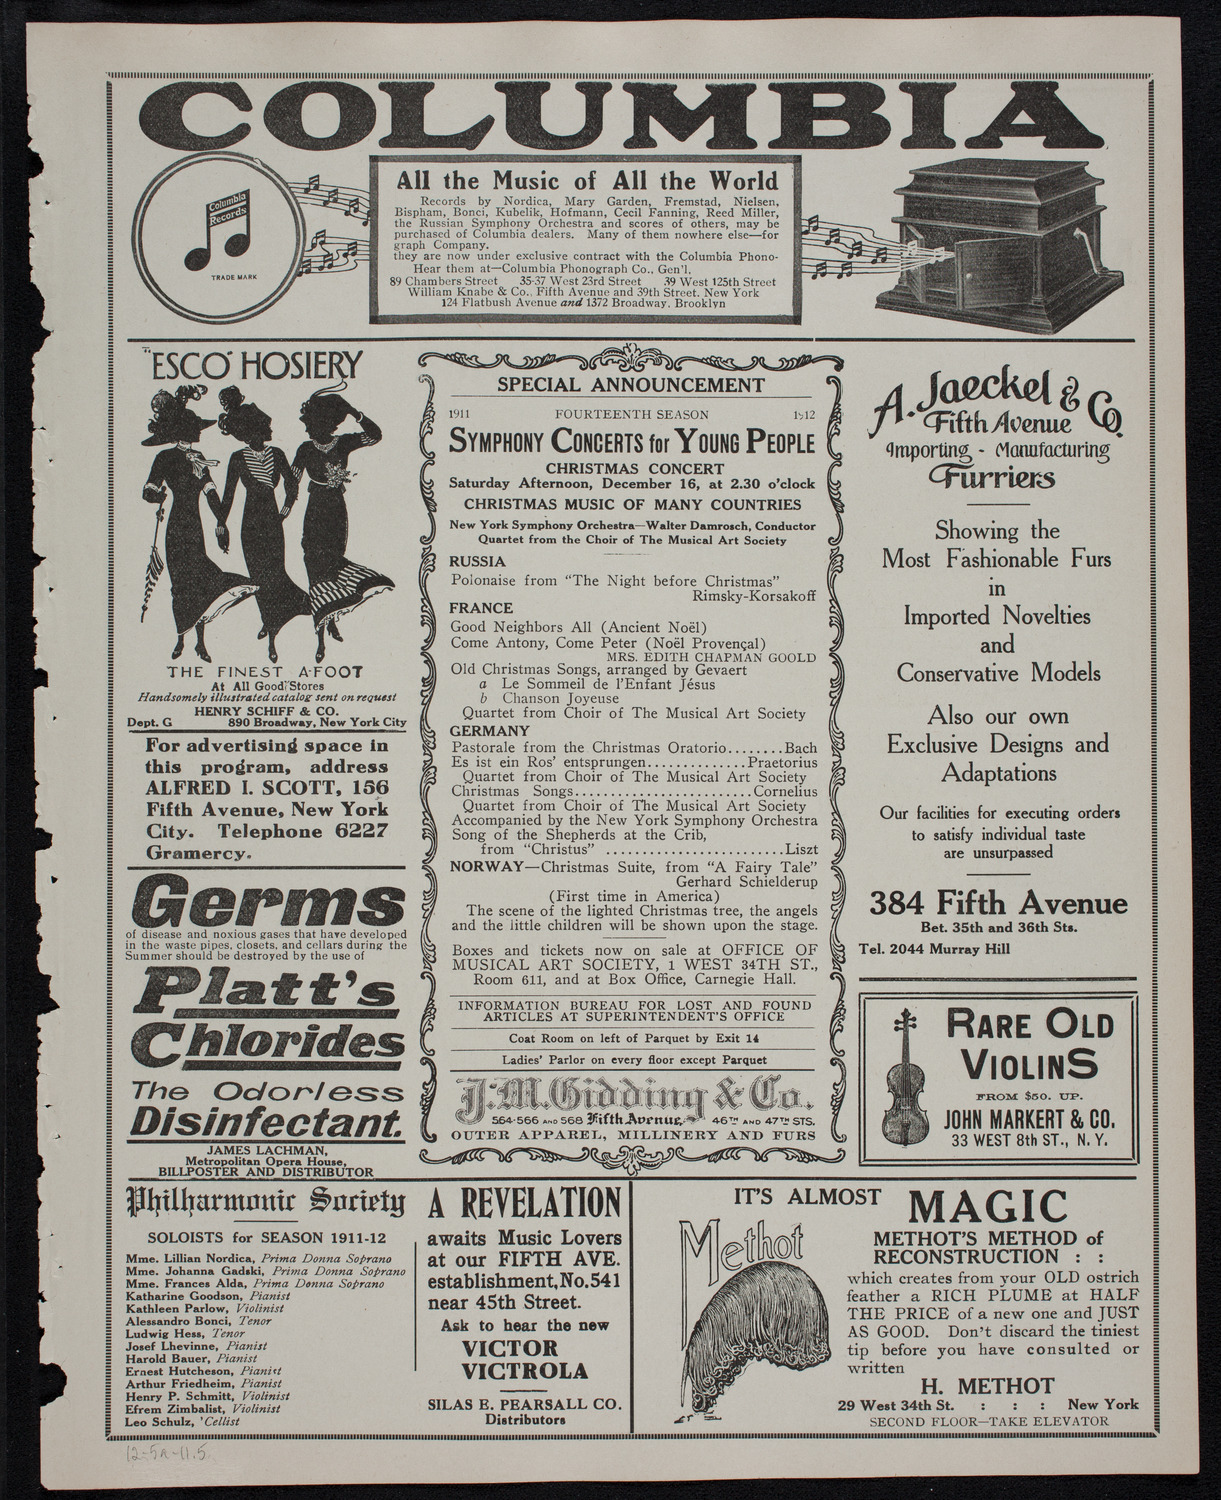 COLUMBIA
Columbia
Records
TRADE MARK
All the Music of All the World
Records by Nordica, Mary Garden, Fremstad, Nielsen,
Bispham, Bonci, Kubelik, Hofmann, Cecil Fanning, Reed Miller,
the Russian Symphony Orchestra and scores of others, may be
purchased of Columbia dealers. Many of them nowhere else—for
graph Company.
they are now under exclusive contract with the Columbia Phono-
Hear them at—Columbia Phonograph Co., Gen'l,
89 Chambers Street 35-37 West 23rd Street 39 West 125th Street
William Knabe & Co., Fifth Avenue and 39th Street, New York
124 Flatbush Avenue and 1372 Broadway, Brooklyn
"ESCO" HOSIERY
THE FINEST A-FOOT
At All Good Stores
Handsomely illustrated catalog sent on request
HENRY SCHIFF & CO.
Dept. G 890 Broadway, New York City
For advertising space in
this program, address
ALFRED I. SCOTT, 156
Fifth Avenue, New York
City. Telephone 6227
Gramercy.
Germs
of disease and noxious gases that have developed
in the waste pipes, closets, and cellars during the
Summer should be destroyed by the use of
Platt's
Chlorides
The Odorless
Disinfectant.
JAMES LACHMAN,
Metropolitan Opera House,
BILLPOSTER AND DISTRIBUTOR
SPECIAL ANNOUNCEMENT
1911 FOURTEENTH SEASON 1912
SYMPHONY CONCERTS for YOUNG PEOPLE
CHRISTMAS CONCERT
Saturday Afternoon, December 16, at 2.30 o'clock
CHRISTMAS MUSIC OF MANY COUNTRIES
New York Symphony Orchestra—Walter Damrosch, Conductor
Quartet from the Choir of The Musical Art Society
RUSSIA
Polonaise from "The Night before Christmas"
Rimsky-Korsakoff
FRANCE
Good Neighbors All (Ancient Noël)
Come Antony, Come Peter (Noël Provençal)
MRS. EDITH CHAPMAN GOOLD
Old Christmas Songs, arranged by Gevaert
a Le Sommeil de l'Enfant Jésus
b Chanson Joyeuse
Quartet from Choir of The Musical Art Society
GERMANY
Pastorale from the Christmas Oratorio........Bach
Es ist ein Ros' entsprungen.............Praetorius
Quartet from Choir of The Musical Art Society
Christmas Songs.........................Cornelius
Quartet from Choir of The Musical Art Society
Accompanied by the New York Symphony Orchestra
Song of the Shepherds at the Crib,
from "Christus" .........................Liszt
NORWAY—Christmas Suite, from "A Fairy Tale"
Gerhard Schielderup
(First time in America)
The scene of the lighted Christmas tree, the angels
and the little children will be shown upon the stage.
Boxes and tickets now on sale at OFFICE OF
MUSICAL ART SOCIETY, 1 WEST 34TH ST.,
Room 611, and at Box Office, Carnegie Hall.
INFORMATION BUREAU FOR LOST AND FOUND
ARTICLES AT SUPERINTENDENT'S OFFICE
Coat Room on left of Parquet by Exit 14
Ladies' Parlor on every floor except Parquet
J.M. Gidding & Co.
564-566 AND 568 Fifth Avenue, 46TH AND 47TH STS.
OUTER APPAREL, MILLINERY AND FURS
A. Jaeckel & Co.
Fifth Avenue
Importing - Manufacturing
Furriers
Showing the
Most Fashionable Furs
in
Imported Novelties
and
Conservative Models
Also our own
Exclusive Designs and
Adaptations
Our facilities for executing orders
to satisfy individual taste
are unsurpassed
384 Fifth Avenue
Bet. 35th and 36th Sts.
Tel. 2044 Murray Hill
RARE OLD
VIOLINS
FROM $50. UP.
JOHN MARKERT & CO.
33 WEST 8th ST., N. Y.
Philharmonic Society
SOLOISTS for SEASON 1911-12
Mme. Lillian Nordica, Prima Donna Soprano
Mme. Johanna Gadski, Prima Donna Soprano
Mme. Frances Alda, Prima Donna Soprano
Katharine Goodson, Pianist
Kathleen Parlow, Violinist
Alessandro Bonci, Tenor
Ludwig Hess, Tenor
Josef Lhevinne, Pianist
Harold Bauer, Pianist
Ernest Hutcheson, Pianist
Arthur Friedheim, Pianist
Henry P. Schmitt, Violinist
Efrem Zimbalist, Violinist
Leo Schulz, 'Cellist
A REVELATION
awaits Music Lovers
at our FIFTH AVE.
establishment, No. 541
near 45th Street.
Ask to hear the new
VICTOR
VICTROLA
SILAS E. PEARSALL CO.
Distributors
IT'S ALMOST MAGIC
Methot
METHOT'S METHOD of
RECONSTRUCTION : :
which creates from your OLD ostrich
feather a RICH PLUME at HALF
THE PRICE of a new one and JUST
AS GOOD. Don't discard the tiniest
tip before you have consulted or
written
H. METHOT
29 West 34th St. : : : New York
SECOND FLOOR—TAKE ELEVATOR
12-5A-11.5